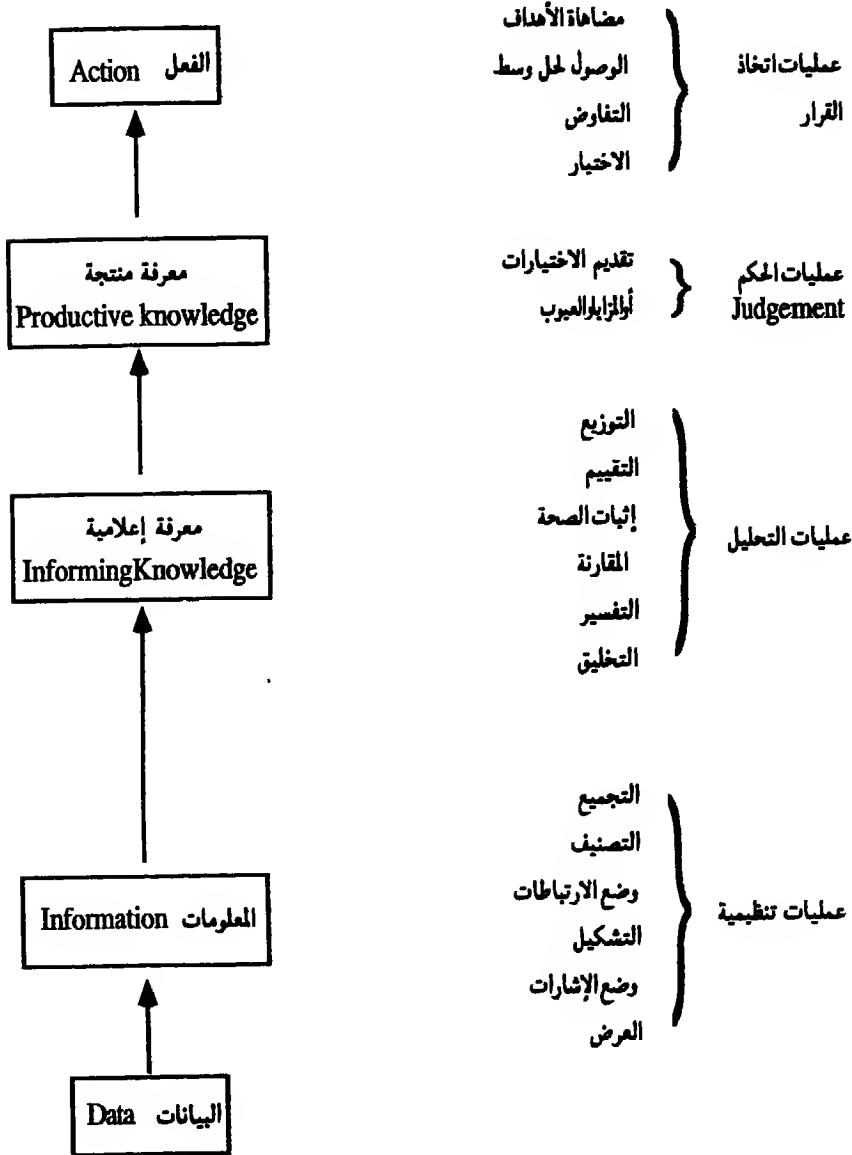 مضاهاة الأهداف
الوصول لحل وسط
التفاوض
الاختيار
عمليات اتخاذ
القرار
الفعل Action
تقديم الاختيارات
أوالمزايا والعيوب
عمليات الحكم
Judgement
معرفة منتجة
Productive knowledge
التوزيع
التقييم
إثبات الصحة
المقارنة
التفسير
التخليق
عمليات التحليل
معرفة إعلامية
InformingKnowledge
التجميع
التصنيف
وضع الارتباطات
التشكيل
وضع الإشارات
العرض
عمليات تنظيمية
المعلومات Information
البيانات Data